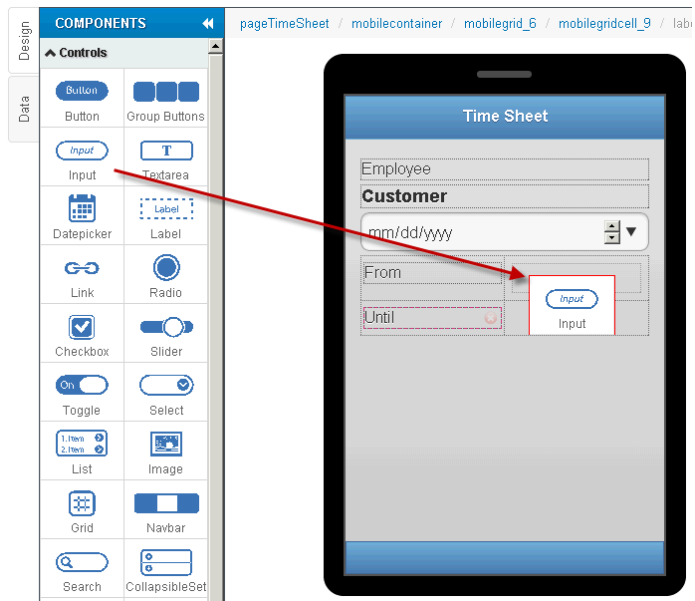 Design
Data
COMPONENTS
Controls
Button
Button
Group Buttons
Input
Input
T
Textarea
Datepicker
Label
Label
Link
Radio
Checkbox
Slider
On
Toggle
Select
1.Item
2.Item
List
Image
Grid
Navbar
Search
CollapsibleSet
pageTimeSheet / mobilecontainer / mobilegrid_6 / mobilegridcell_9 / labe
Time Sheet
Employee
Customer
mm/dd/yyyy
From
Until
Input
Input